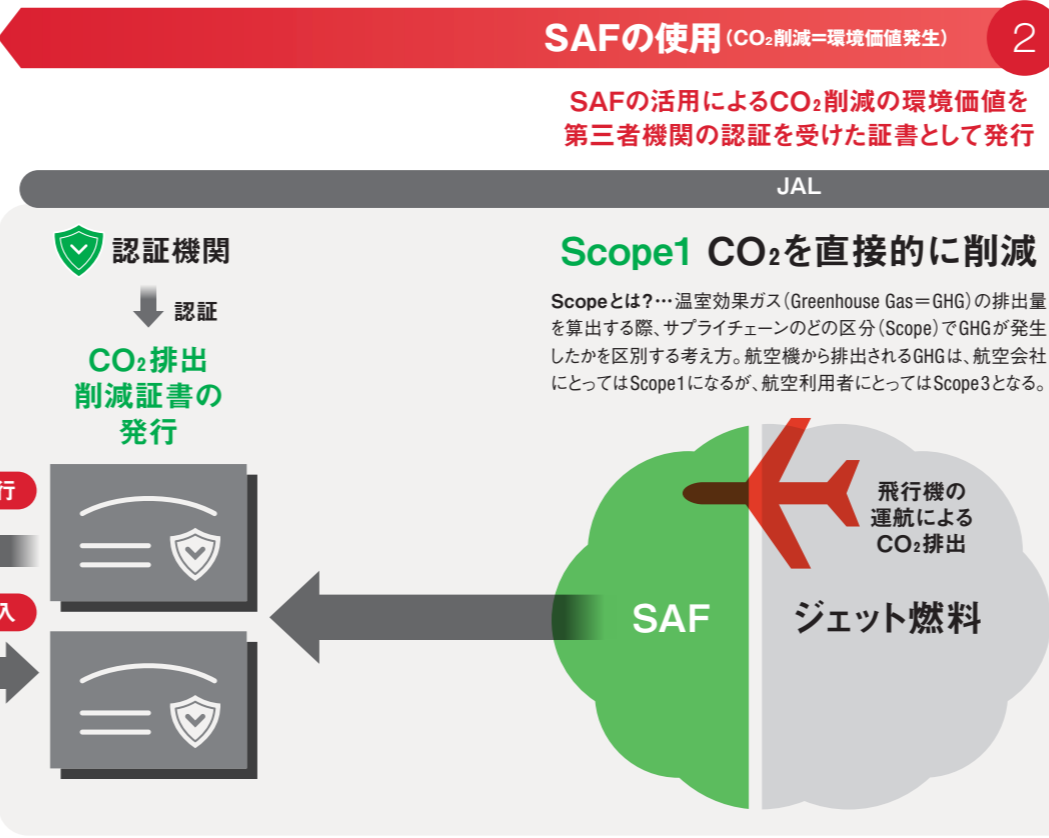 SAFの使用（CO₂削減＝環境価値発生）
2
SAFの活用によるCO₂削減の環境価値を
第三者機関の認証を受けた証書として発行
JAL
認証機関
認証
CO₂排出
削減証書の
発行
行
入
Scope1 CO₂を直接的に削減
Scopeとは？…温室効果ガス（Greenhouse Gas＝GHG）の排出量
を算出する際、サプライチェーンのどの区分（Scope）でGHGが発生
したかを区別する考え方。航空機から排出されるGHGは、航空会社
にとってはScope1になるが、航空利用者にとってはScope3となる。
飛行機の
運航による
CO₂排出
SAF
ジェット燃料